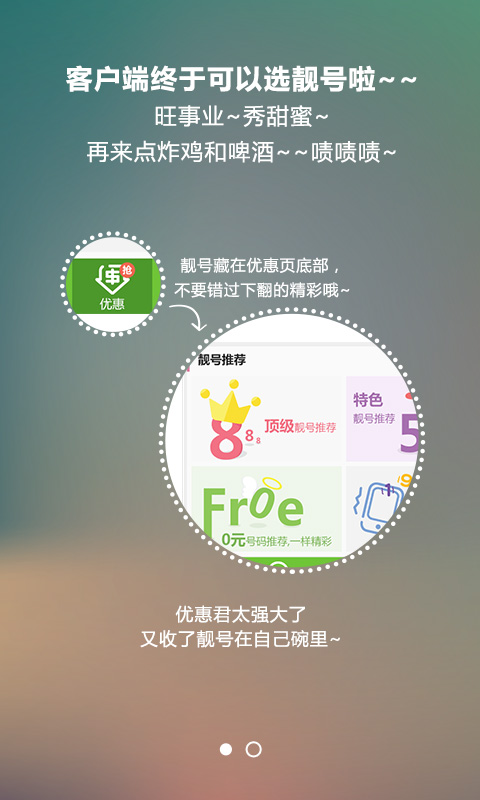 客户端终于可以选靓号啦~~
旺事业~秀甜蜜~
再来点炸鸡和啤酒~~啧啧啧~
抢
优惠
靓号藏在优惠页底部，
不要错过下翻的精彩哦~
靓号推荐
888
顶级靓号推荐
特色
靓号推荐
5
Froe
0元号码推荐,一样精彩
1 9
优惠君太强大了
又收了靓号在自己碗里~